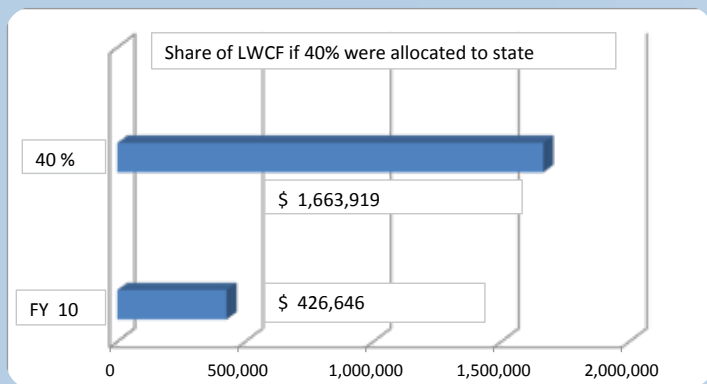 Share of LWCF if 40% were allocated to state
40 %
$ 1,663,919
FY 10
$ 426,646
0 500,000 1,000,000 1,500,000 2,000,000